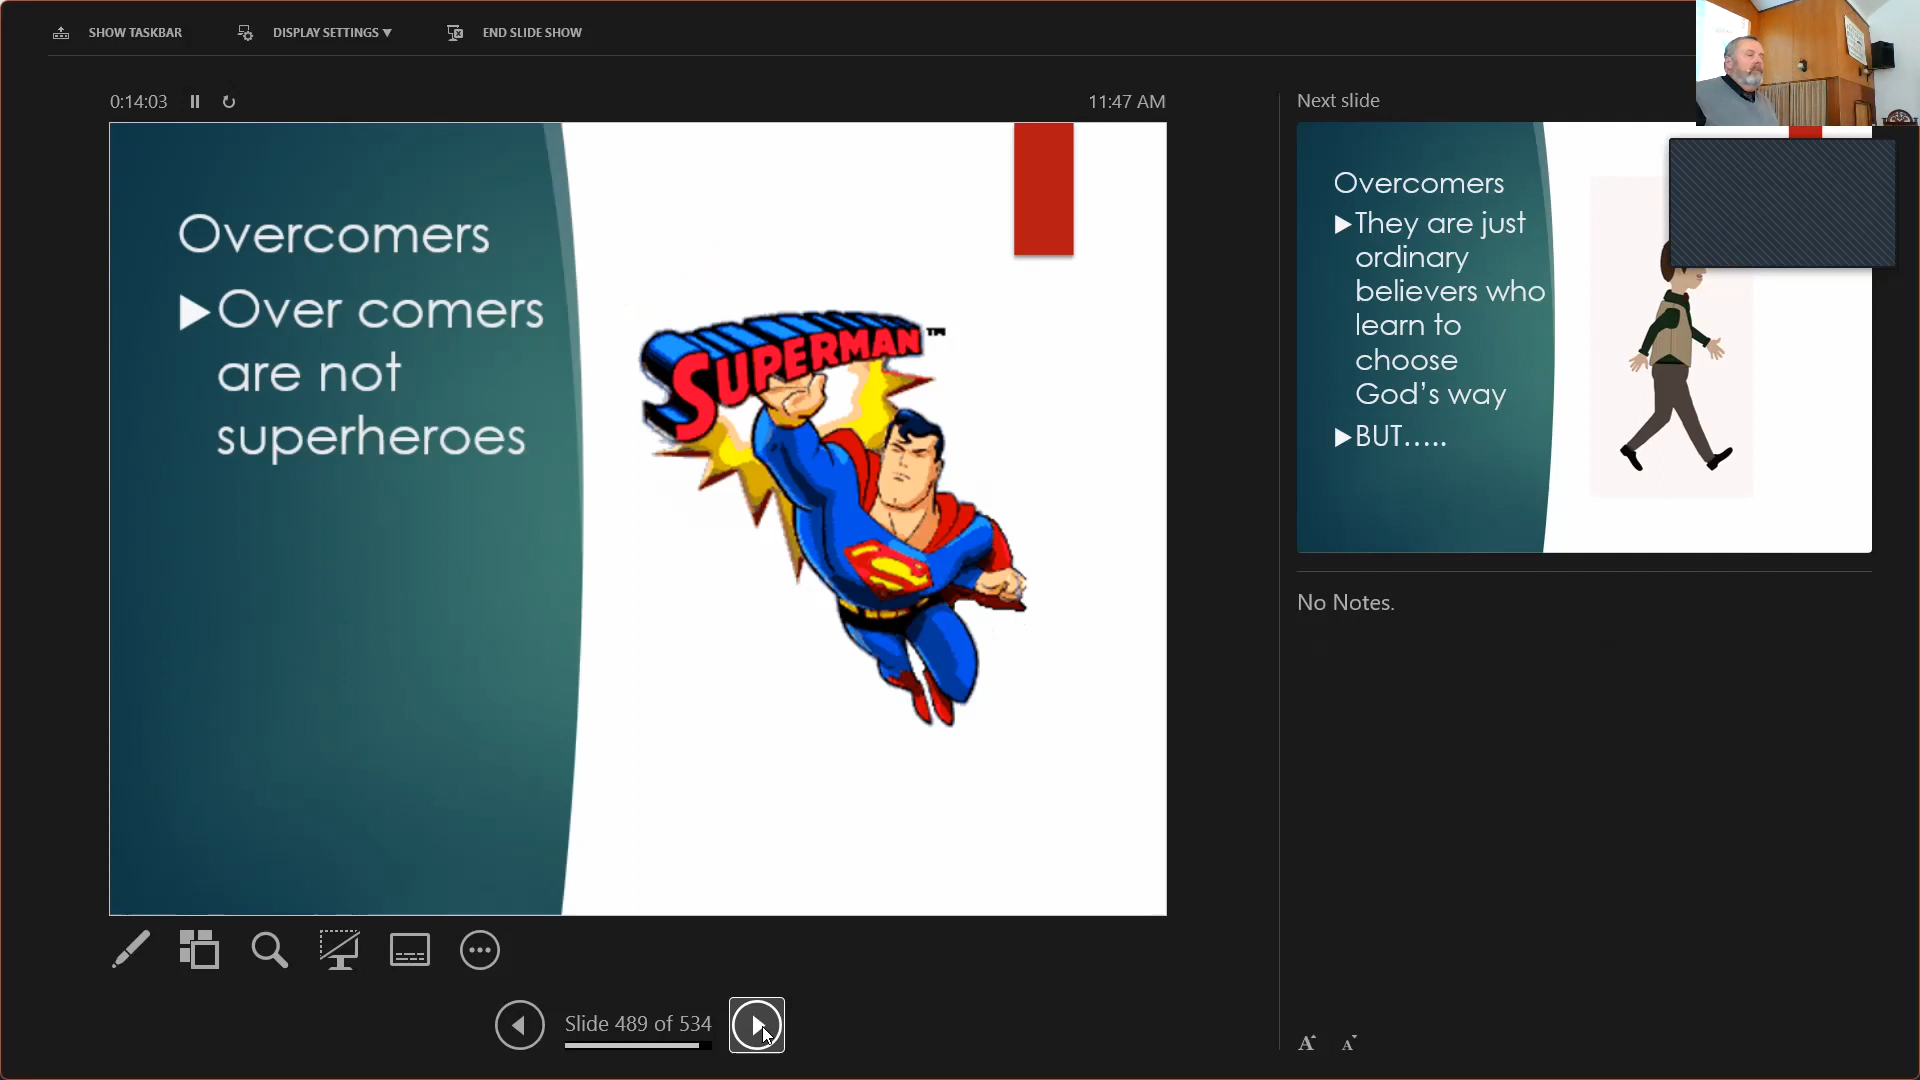 SHOW TASKBAR
DISPLAY SETTINGS ▼
END SLIDE SHOW
0:14:03
11:47 AM
Overcomers
▶Over comers
are not
superheroes
SUPERMAN™
S
Next slide
Overcomers
▶They are just
ordinary
believers who
learn to
choose
God’s way
▶BUT…..
No Notes.
Slide 489 of 534
A A